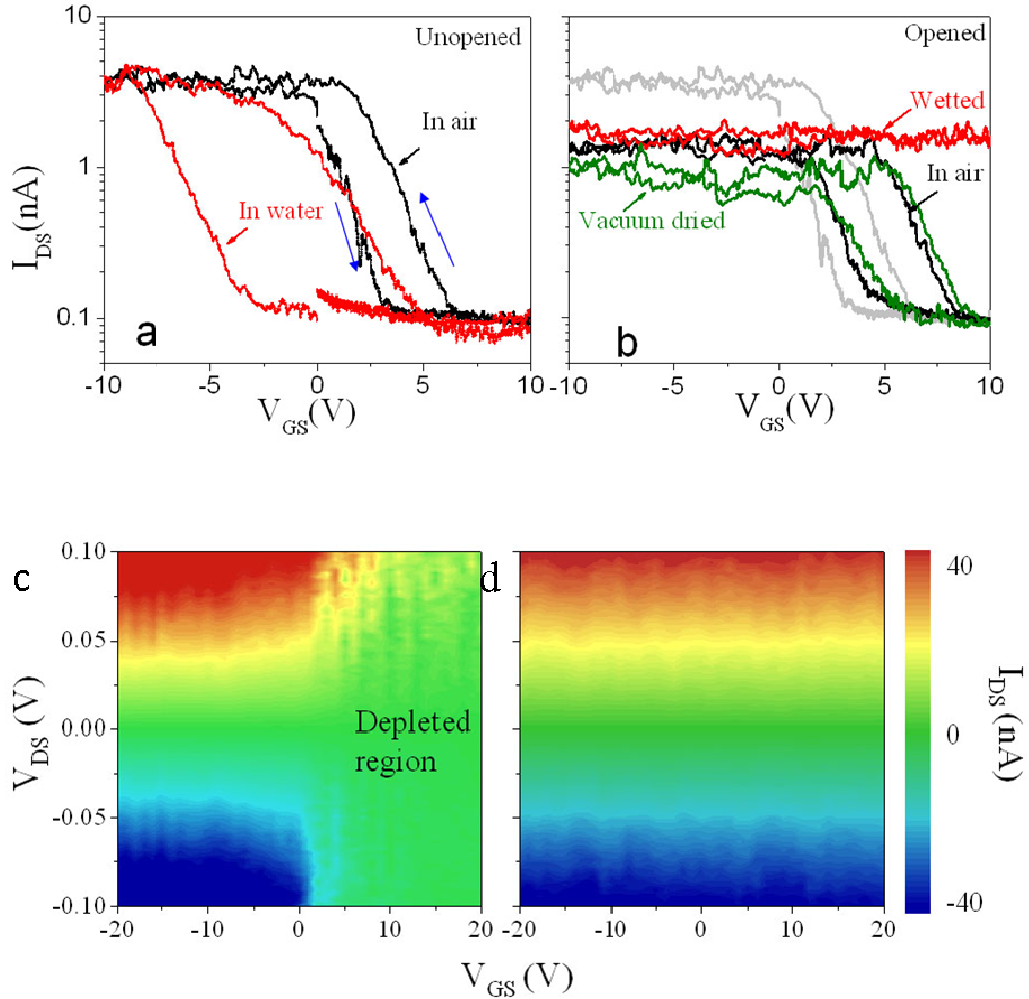 10
1
0.1
I_DS(nA)
Unopened
In air
In water
a
-10 -5 0 5 10
V_GS(V)
Opened
Wetted
In air
Vacuum dried
b
-10 -5 0 5 10
V_GS(V)
c
0.10
0.05
0.00
-0.05
-0.10
V_DS (V)
Depleted
region
-20 -10 0 10 20
d
-20 -10 0 10 20
V_GS (V)
40
0
-40
I_DS (nA)